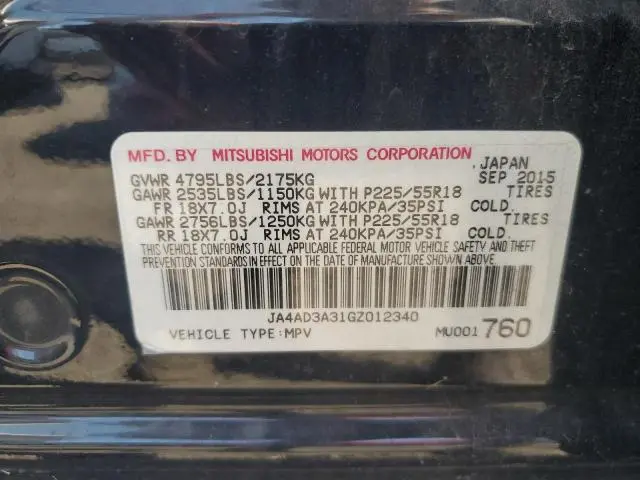 MFD. BY MITSUBISHI MOTORS CORPORATION, JAPAN
GVWR 4795LBS/2175KG SEP 2015
GAWR 2535LBS/1150KG WITH P225/55R18 TIRES
FR 18X7.0J RIMS AT 240KPA/35PSI COLD.
GAWR 2756LBS/1250KG WITH P225/55R18 TIRES
RR 18X7.0J RIMS AT 240KPA/35PSI COLD.
THIS VEHICLE CONFORMS TO ALL APPLICABLE FEDERAL MOTOR VEHICLE SAFETY AND THEFT
PREVENTION STANDARDS IN EFFECT ON THE DATE OF MANUFACTURE SHOWN ABOVE.
JA4AD3A31GZ012340
VEHICLE TYPE:MPV MU001760